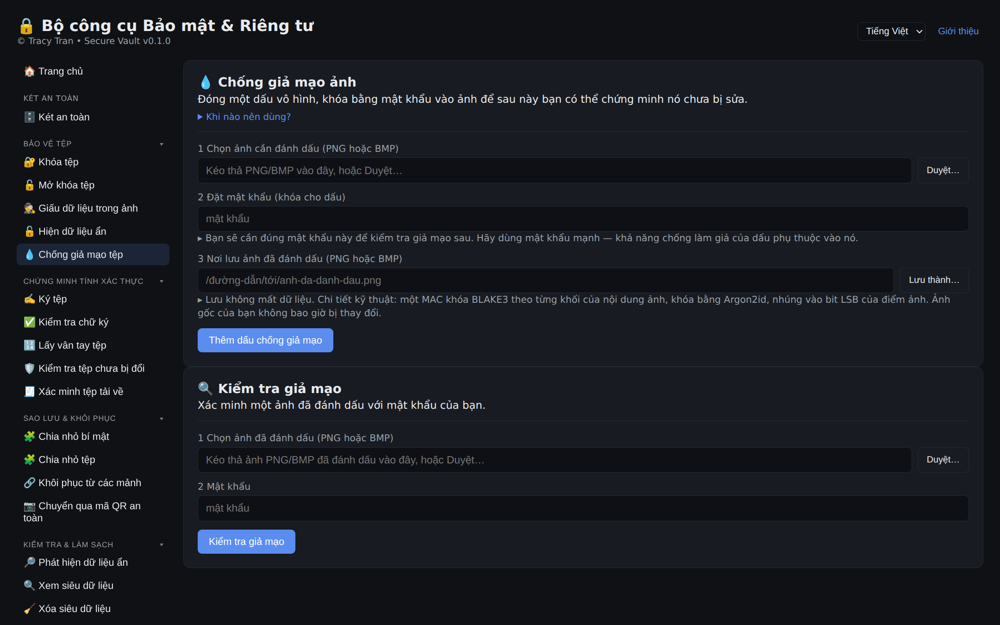 Bộ công cụ Bảo mật & Riêng tư
© Tracy Tran • Secure Vault v0.1.0
Tiếng Việt
Giới thiệu
Trang chủ
KÉT AN TOÀN
Két an toàn
BẢO VỆ TỆP
Khóa tệp
Mở khóa tệp
Giấu dữ liệu trong ảnh
Hiện dữ liệu ẩn
Chống giả mạo tệp
CHỨNG MINH TÍNH XÁC THỰC
Ký tệp
Kiểm tra chữ ký
Lấy vân tay tệp
Kiểm tra tệp chưa bị đổi
Xác minh tệp tải về
SAO LƯU & KHÔI PHỤC
Chia nhỏ bí mật
Chia nhỏ tệp
Khôi phục từ các mảnh
Chuyển qua mã QR an
toàn
KIỂM TRA & LÀM SẠCH
Phát hiện dữ liệu ẩn
Xem siêu dữ liệu
Xóa siêu dữ liệu
Chống giả mạo ảnh
Đóng một dấu vô hình, khóa bằng mật khẩu vào ảnh để sau này bạn có thể chứng minh nó chưa bị sửa.
▶ Khi nào nên dùng?
1 Chọn ảnh cần đánh dấu (PNG hoặc BMP)
Kéo thả PNG/BMP vào đây, hoặc Duyệt…
Duyệt…
2 Đặt mật khẩu (khóa cho dấu)
mật khẩu
▸ Bạn sẽ cần đúng mật khẩu này để kiểm tra giả mạo sau. Hãy dùng mật khẩu mạnh — khả năng chống làm giả của dấu phụ thuộc vào nó.
3 Nơi lưu ảnh đã đánh dấu (PNG hoặc BMP)
/đường-dẫn/tới/anh-da-danh-dau.png
Lưu thành…
▸ Lưu không mất dữ liệu. Chi tiết kỹ thuật: một MAC khóa BLAKE3 theo từng khối của nội dung ảnh, khóa bằng Argon2id, nhúng vào bit LSB của điểm ảnh. Ảnh
gốc của bạn không bao giờ bị thay đổi.
Thêm dấu chống giả mạo
Kiểm tra giả mạo
Xác minh một ảnh đã đánh dấu với mật khẩu của bạn.
1 Chọn ảnh đã đánh dấu (PNG hoặc BMP)
Kéo thả ảnh PNG/BMP đã đánh dấu vào đây, hoặc Duyệt…
Duyệt…
2 Mật khẩu
mật khẩu
Kiểm tra giả mạo